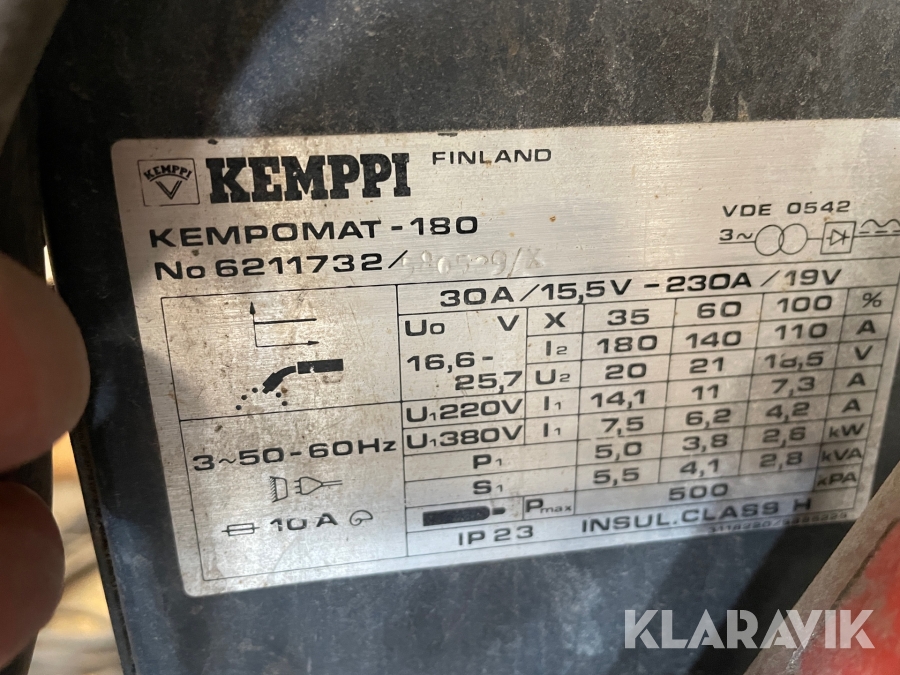 KEMPPI
KEMPPI FINLAND
KEMPOMAT - 180
VDE 0542
No 6211732/
3~
30A/15,5V - 230A/19V
Uo V X 35 60 100 %
16,6-25,7 I2 180 140 110 A
U2 20 21 18,5 V
U1 220V I1 14,1 11 7,3 A
U1 380V I1 7,5 6,2 4,2 A
3~50-60Hz
P1 5,0 3,8 2,6 kW
S1 5,5 4,1 2,8 kVA
10 A
Pmax 500 kPA
IP 23 INSUL.CLASS H
KLARAVIK